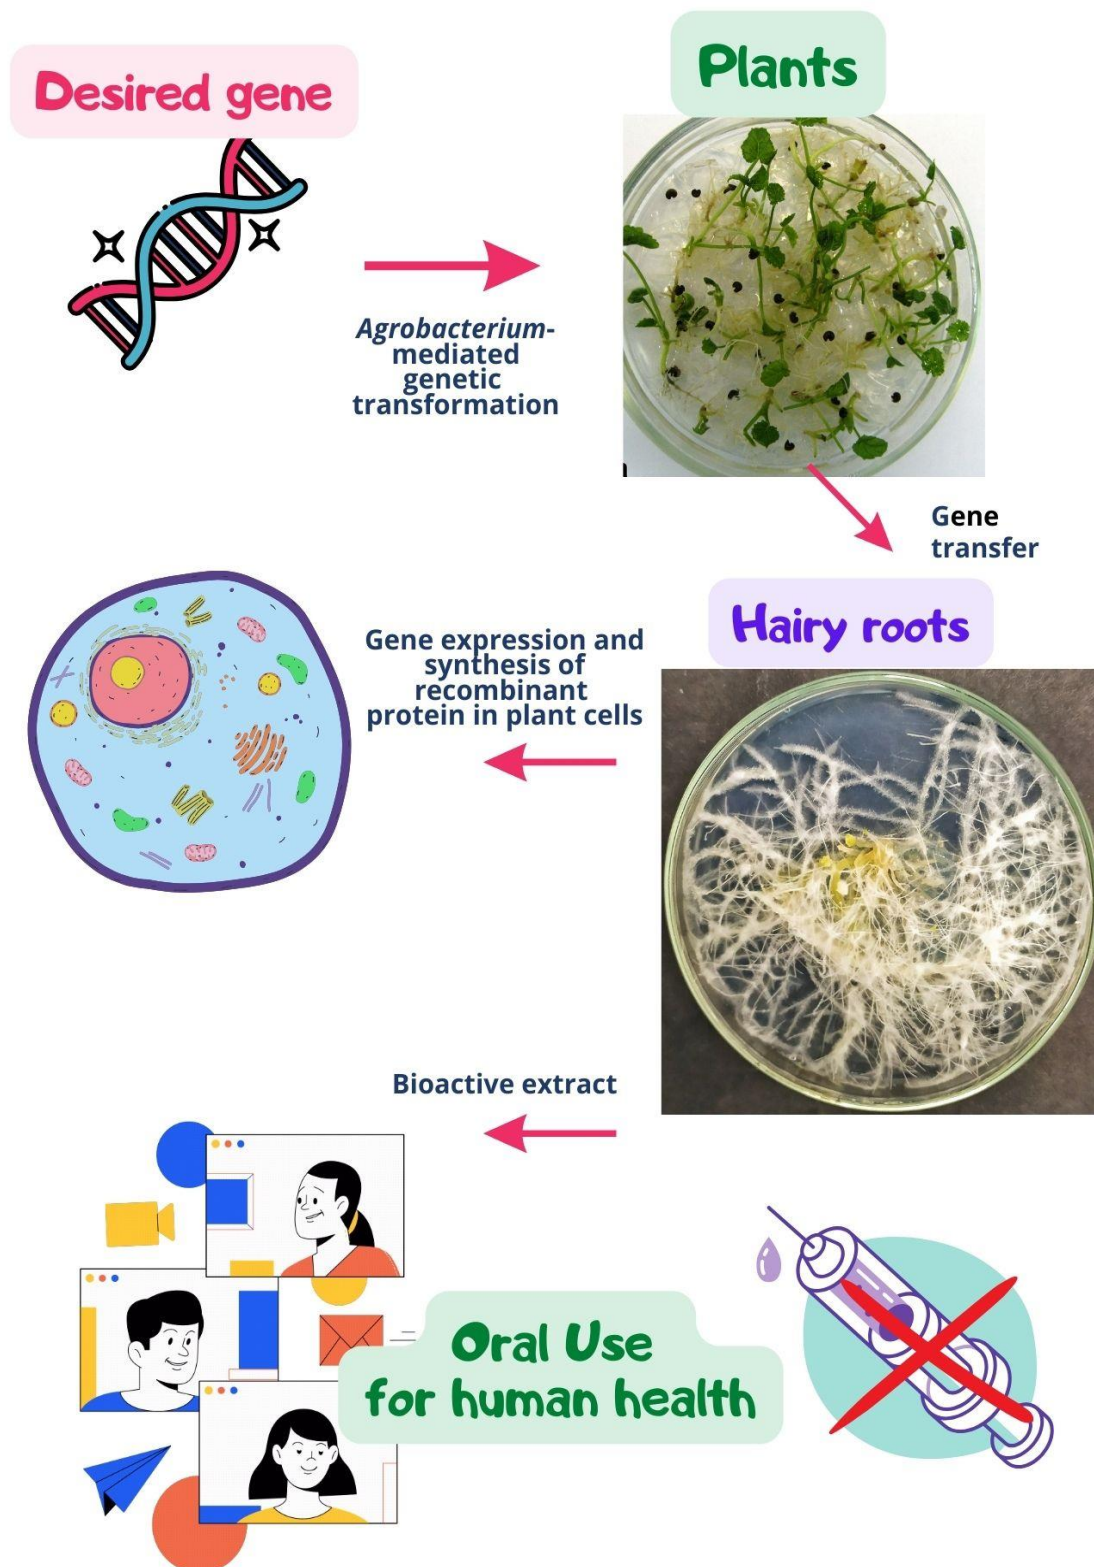 Desired gene
Plants
Agrobacterium-
mediated
genetic
transformation
Gene
transfer
Hairy roots
Gene expression and
synthesis of
recombinant
protein in plant cells
Bioactive extract
Oral Use
for human health